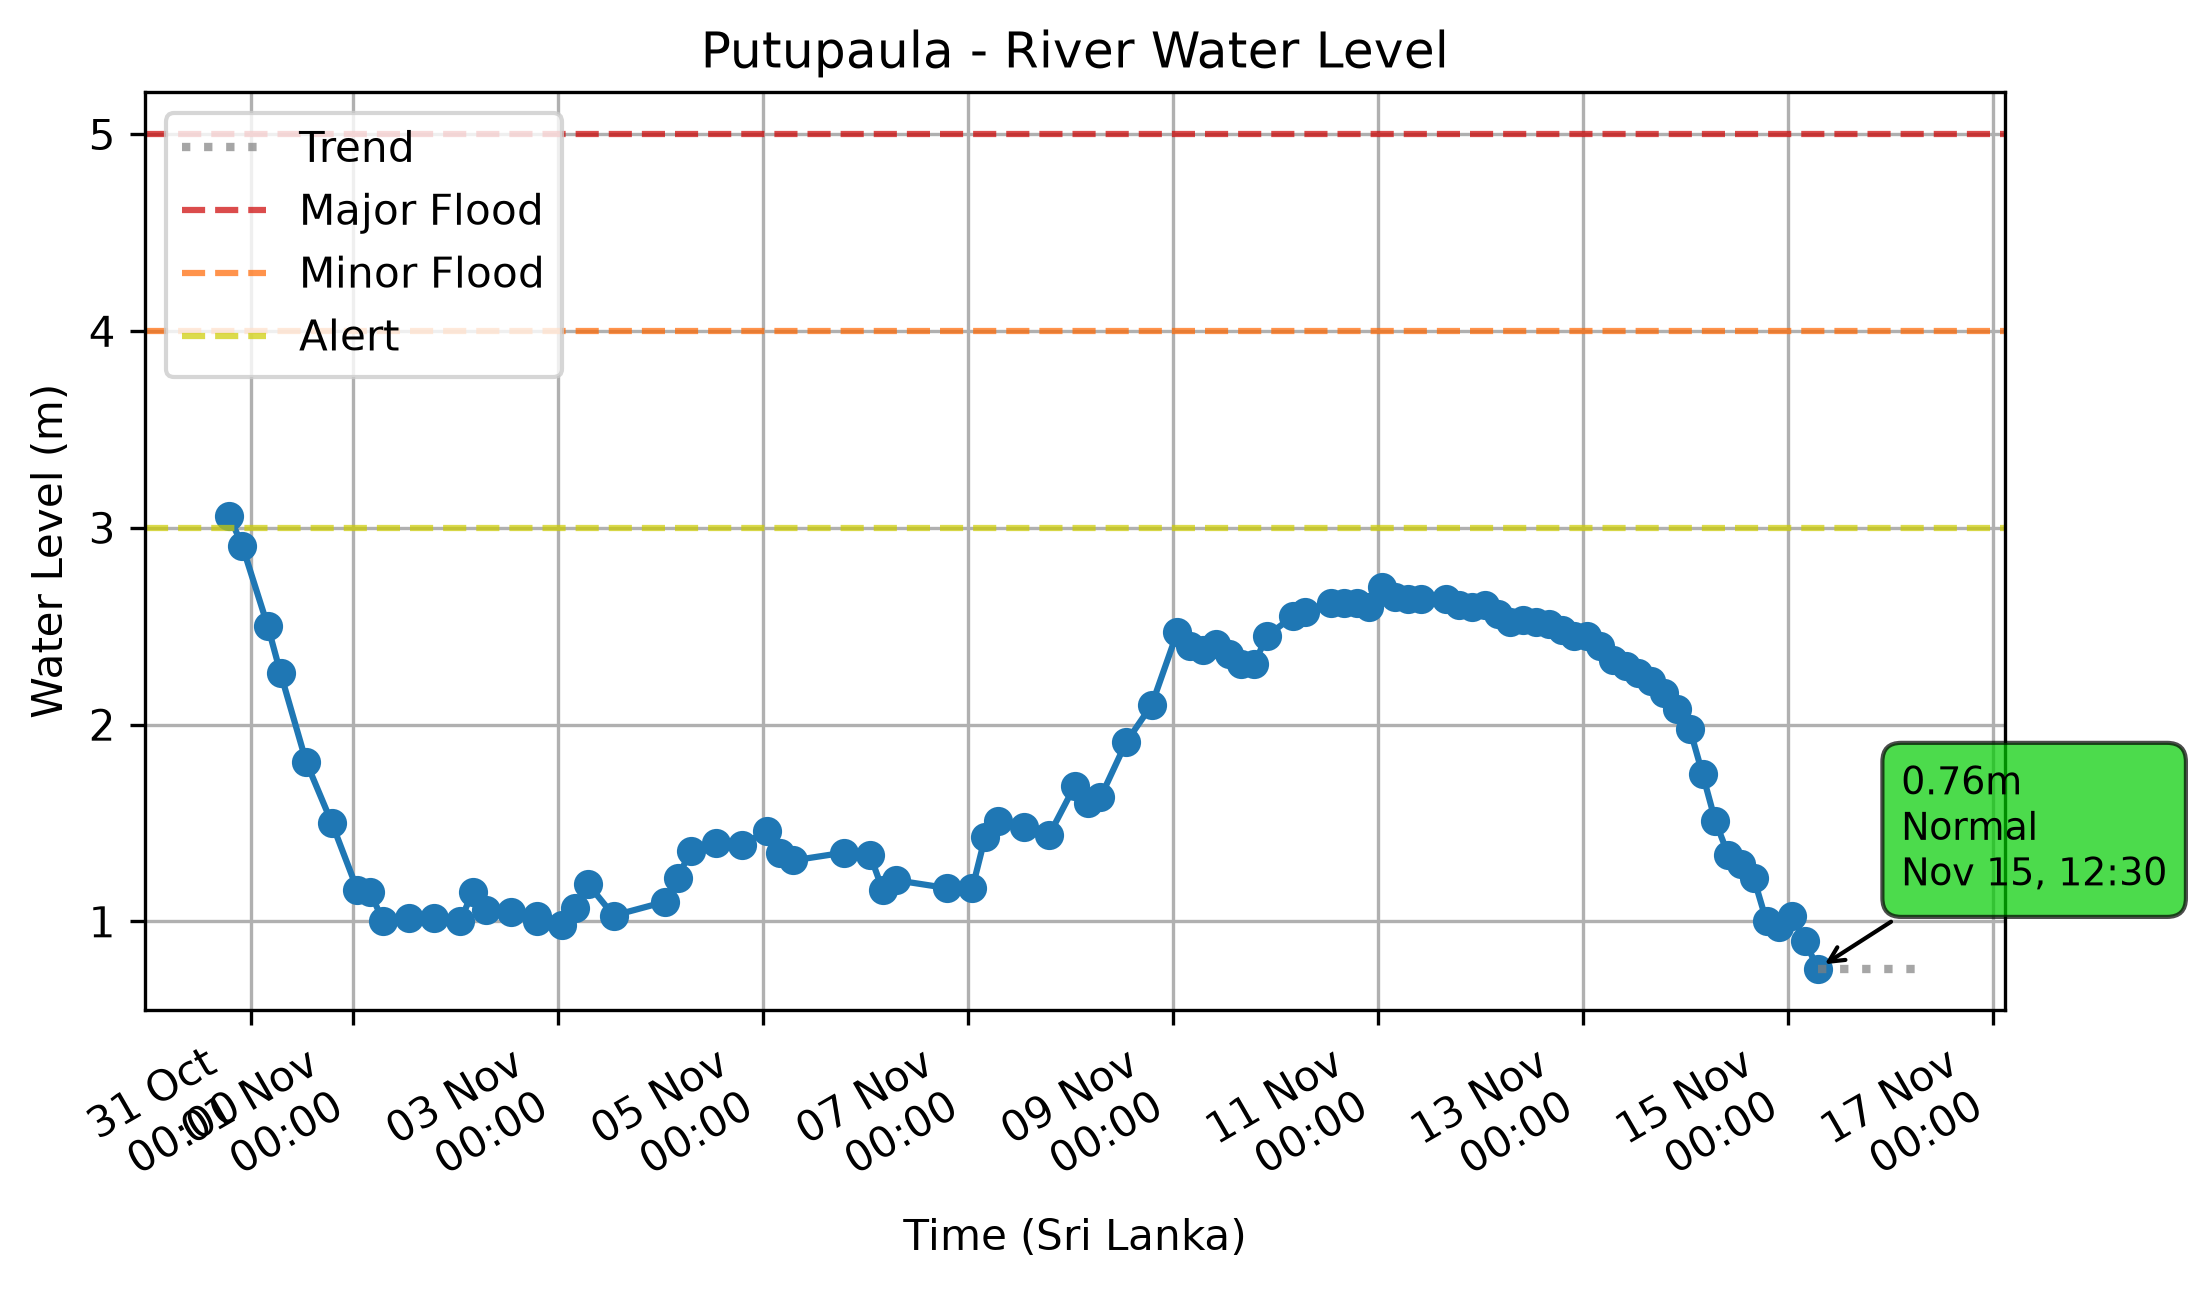 Putupaula - River Water Level
Water Level (m)
5
4
3
2
1
Trend
Major Flood
Minor Flood
Alert
0.76m
Normal
Nov 15, 12:30
31 Oct
00:00
01 Nov
00:00
03 Nov
00:00
05 Nov
00:00
07 Nov
00:00
09 Nov
00:00
11 Nov
00:00
13 Nov
00:00
15 Nov
00:00
17 Nov
00:00
Time (Sri Lanka)